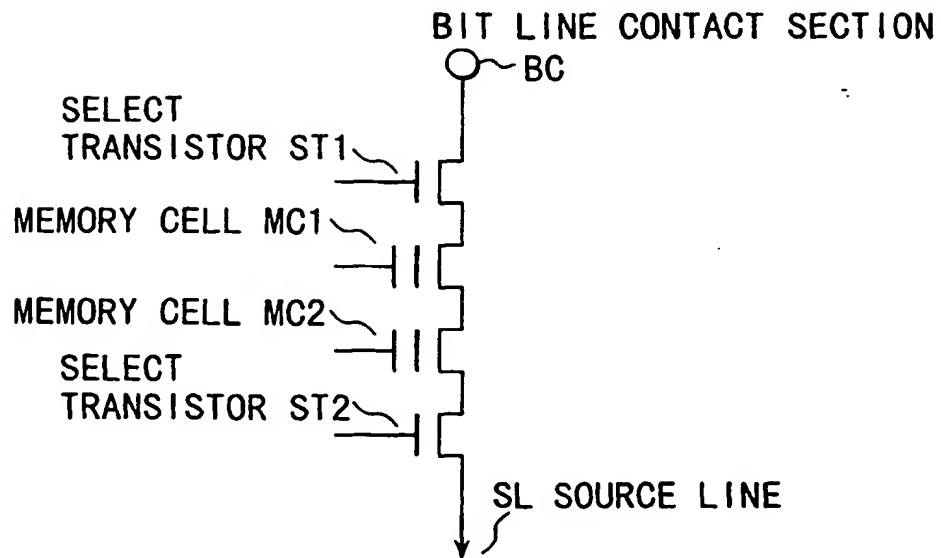 BIT LINE CONTACT SECTION
BC
SELECT
TRANSISTOR ST1
MEMORY CELL MC1
MEMORY CELL MC2
SELECT
TRANSISTOR ST2
SL SOURCE LINE